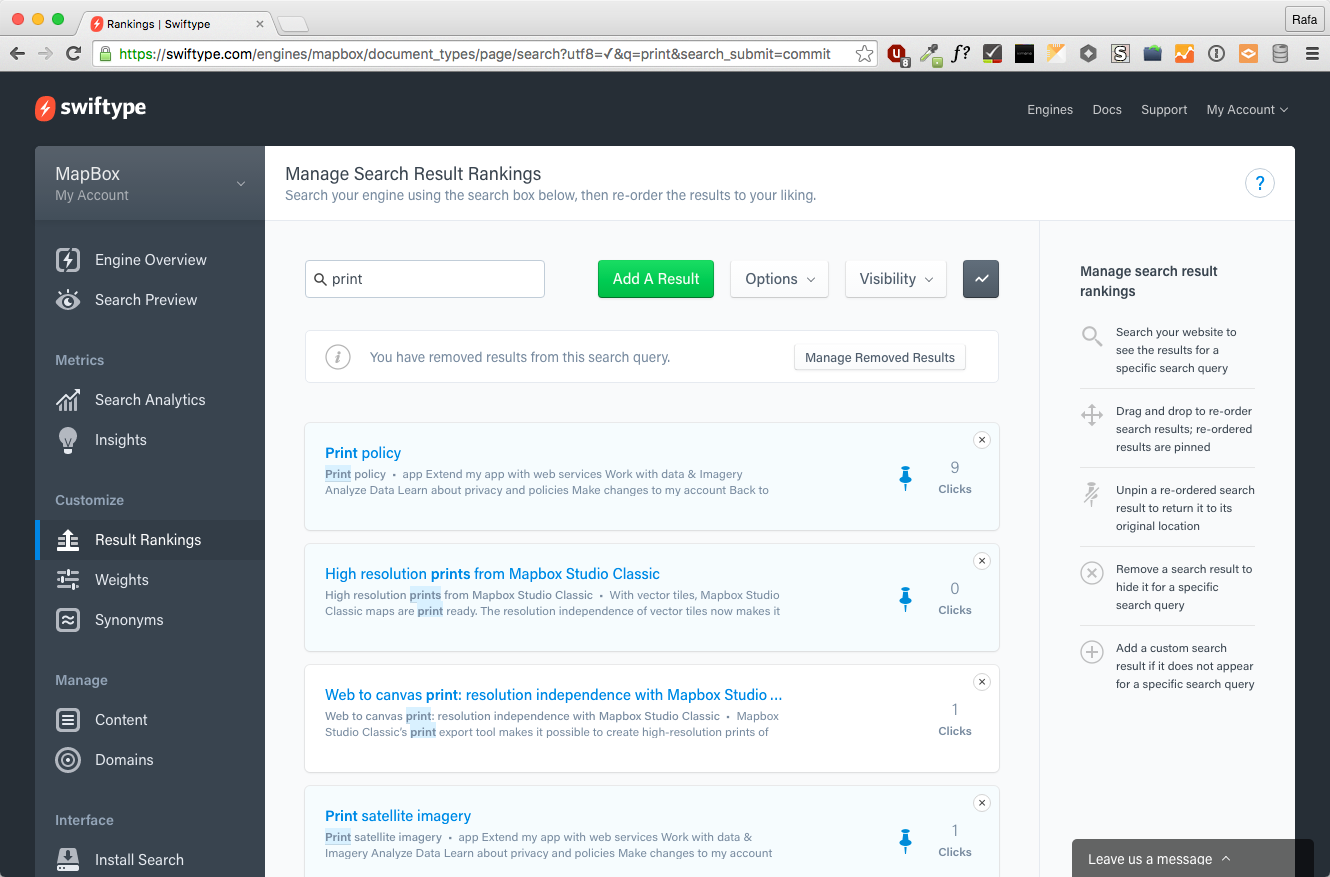 Rankings | Swiftype
Rafa
https://swiftype.com/engines/mapbox/document_types/page/search?utf8=✓&q=print&search_submit=commit
8
f?
S
swiftype
Engines Docs Support My Account
MapBox
My Account
Manage Search Result Rankings
Search your engine using the search box below, then re-order the results to your liking.
?
Engine Overview
Search Preview
Metrics
Search Analytics
Insights
Customize
Result Rankings
Weights
Synonyms
Manage
Content
Domains
Interface
Install Search
print
Add A Result
Options
Visibility
You have removed results from this search query.
Manage Removed Results
Print policy
Print policy • app Extend my app with web services Work with data & Imagery
Analyze Data Learn about privacy and policies Make changes to my account Back to
9
Clicks
High resolution prints from Mapbox Studio Classic
High resolution prints from Mapbox Studio Classic • With vector tiles, Mapbox Studio
Classic maps are print ready. The resolution independence of vector tiles now makes it
0
Clicks
Web to canvas print: resolution independence with Mapbox Studio ...
Web to canvas print: resolution independence with Mapbox Studio Classic • Mapbox
Studio Classic's print export tool makes it possible to create high-resolution prints of
1
Clicks
Print satellite imagery
Print satellite imagery • app Extend my app with web services Work with data &
Imagery Analyze Data Learn about privacy and policies Make changes to my account
1
Clicks
Manage search result
rankings
Search your website to
see the results for a
specific search query
Drag and drop to re-order
search results; re-ordered
results are pinned
Unpin a re-ordered search
result to return it to its
original location
Remove a search result to
hide it for a specific
search query
Add a custom search
result if it does not appear
for a specific search query
Leave us a message